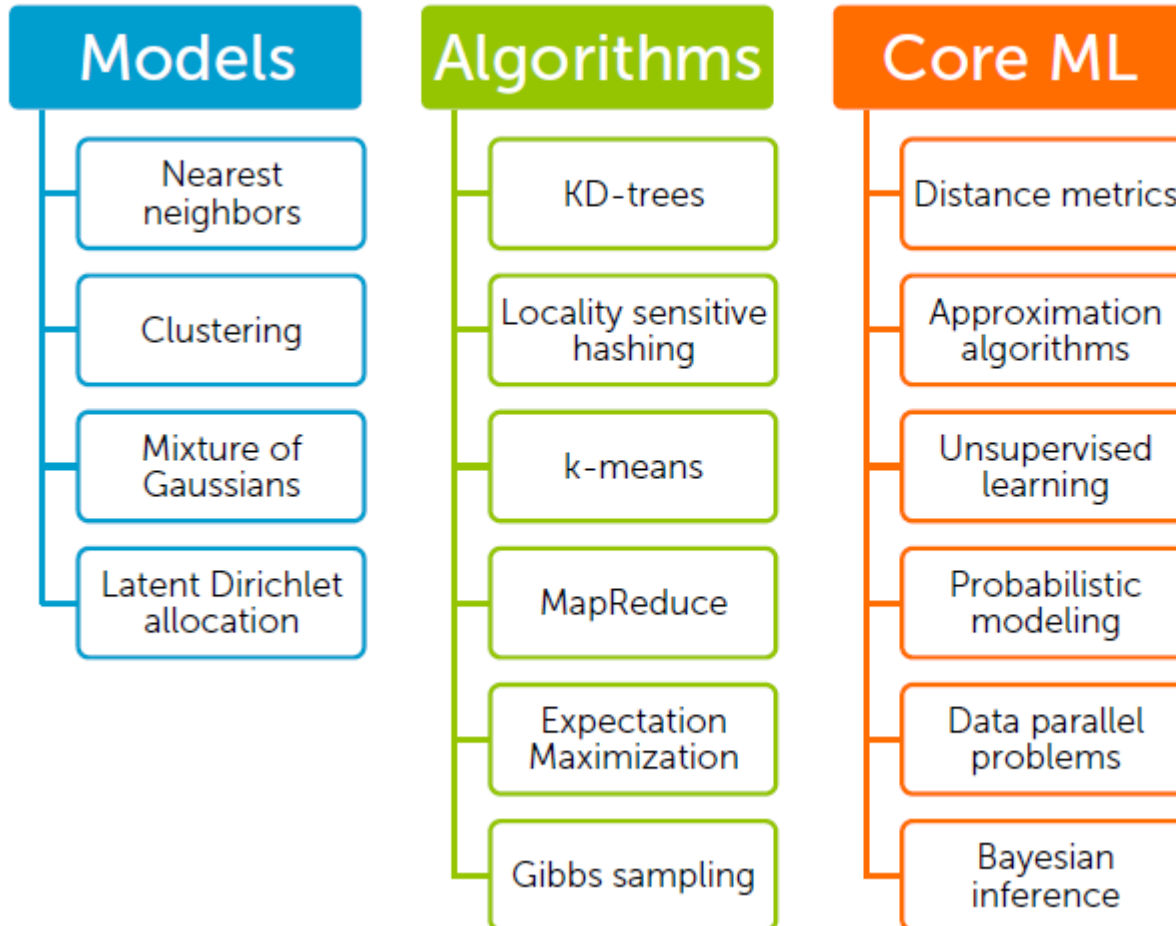 Models
Nearest
neighbors
Clustering
Mixture of
Gaussians
Latent Dirichlet
allocation
Algorithms
KD-trees
Locality sensitive
hashing
k-means
MapReduce
Expectation
Maximization
Gibbs sampling
Core ML
Distance metrics
Approximation
algorithms
Unsupervised
learning
Probabilistic
modeling
Data parallel
problems
Bayesian
inference